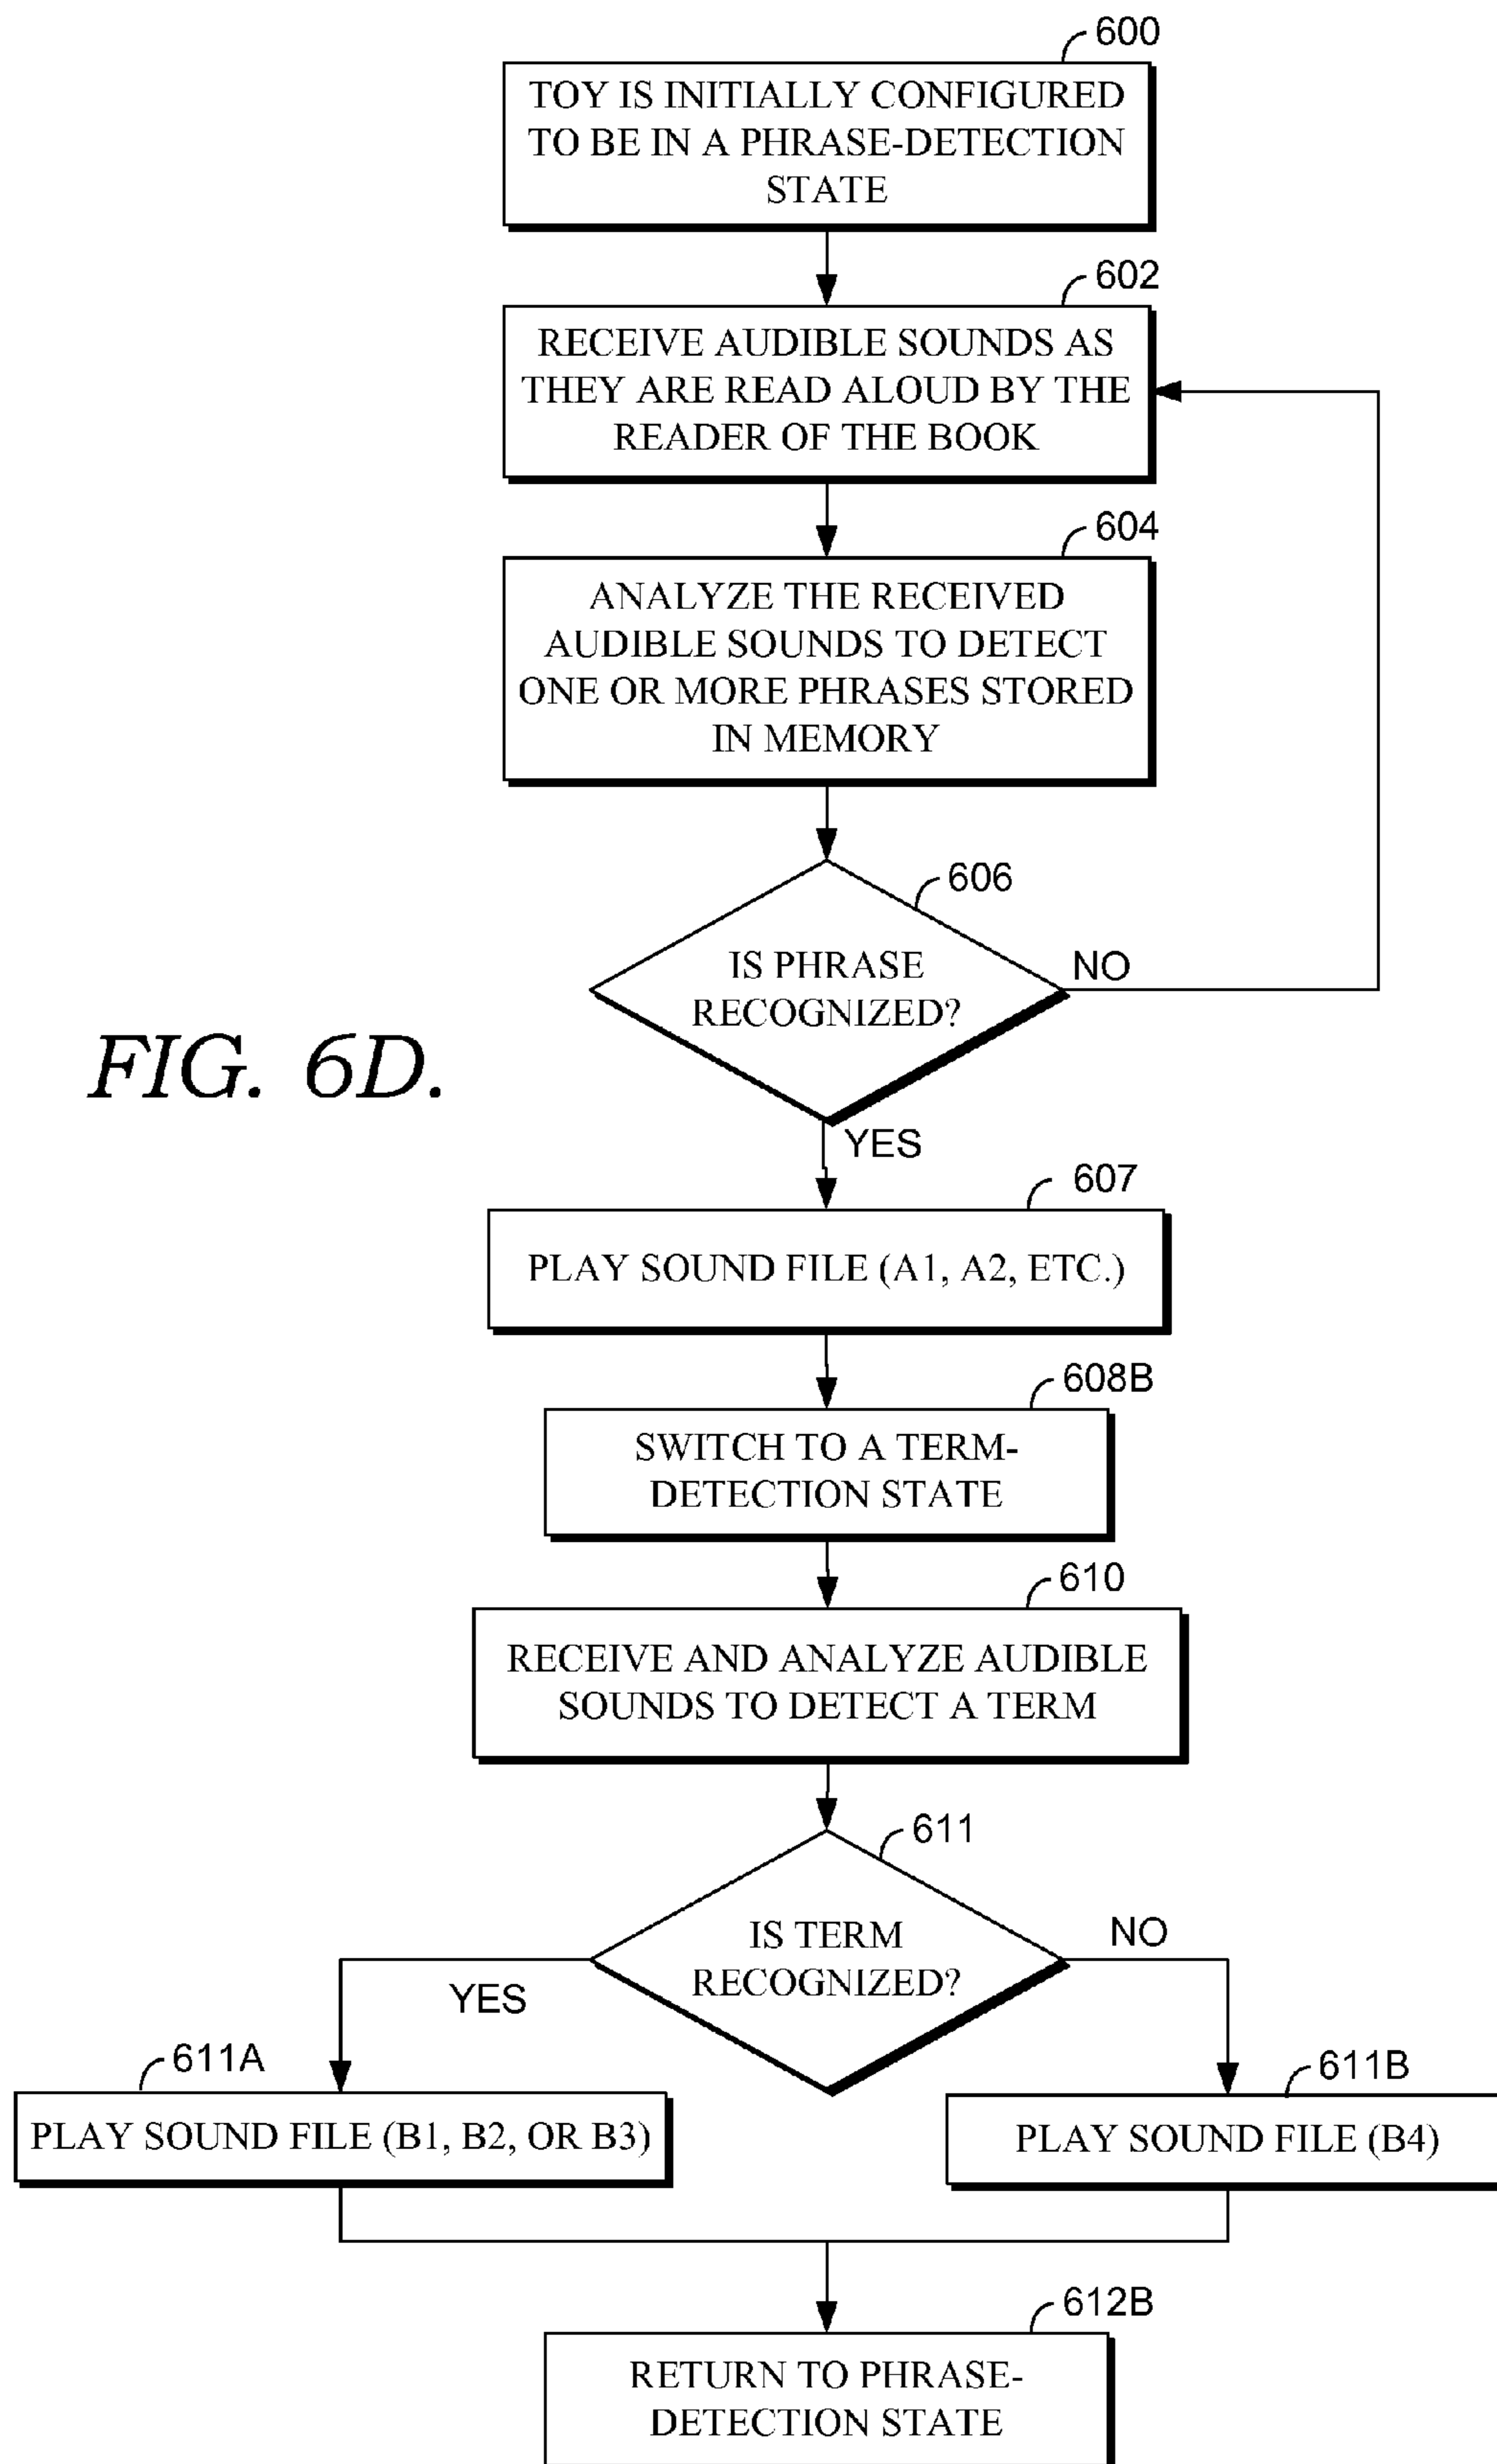 600
TOY IS INITIALLY CONFIGURED
TO BE IN A PHRASE-DETECTION
STATE
602
RECEIVE AUDIBLE SOUNDS AS
THEY ARE READ ALOUD BY THE
READER OF THE BOOK
604
ANALYZE THE RECEIVED
AUDIBLE SOUNDS TO DETECT
ONE OR MORE PHRASES STORED
IN MEMORY
606
IS PHRASE
RECOGNIZED?
NO
FIG. 6D.
YES
607
PLAY SOUND FILE (A1, A2, ETC.)
608B
SWITCH TO A TERM-
DETECTION STATE
610
RECEIVE AND ANALYZE AUDIBLE
SOUNDS TO DETECT A TERM
611
IS TERM
RECOGNIZED?
NO
YES
611A
PLAY SOUND FILE (B1, B2, OR B3)
611B
PLAY SOUND FILE (B4)
612B
RETURN TO PHRASE-
DETECTION STATE